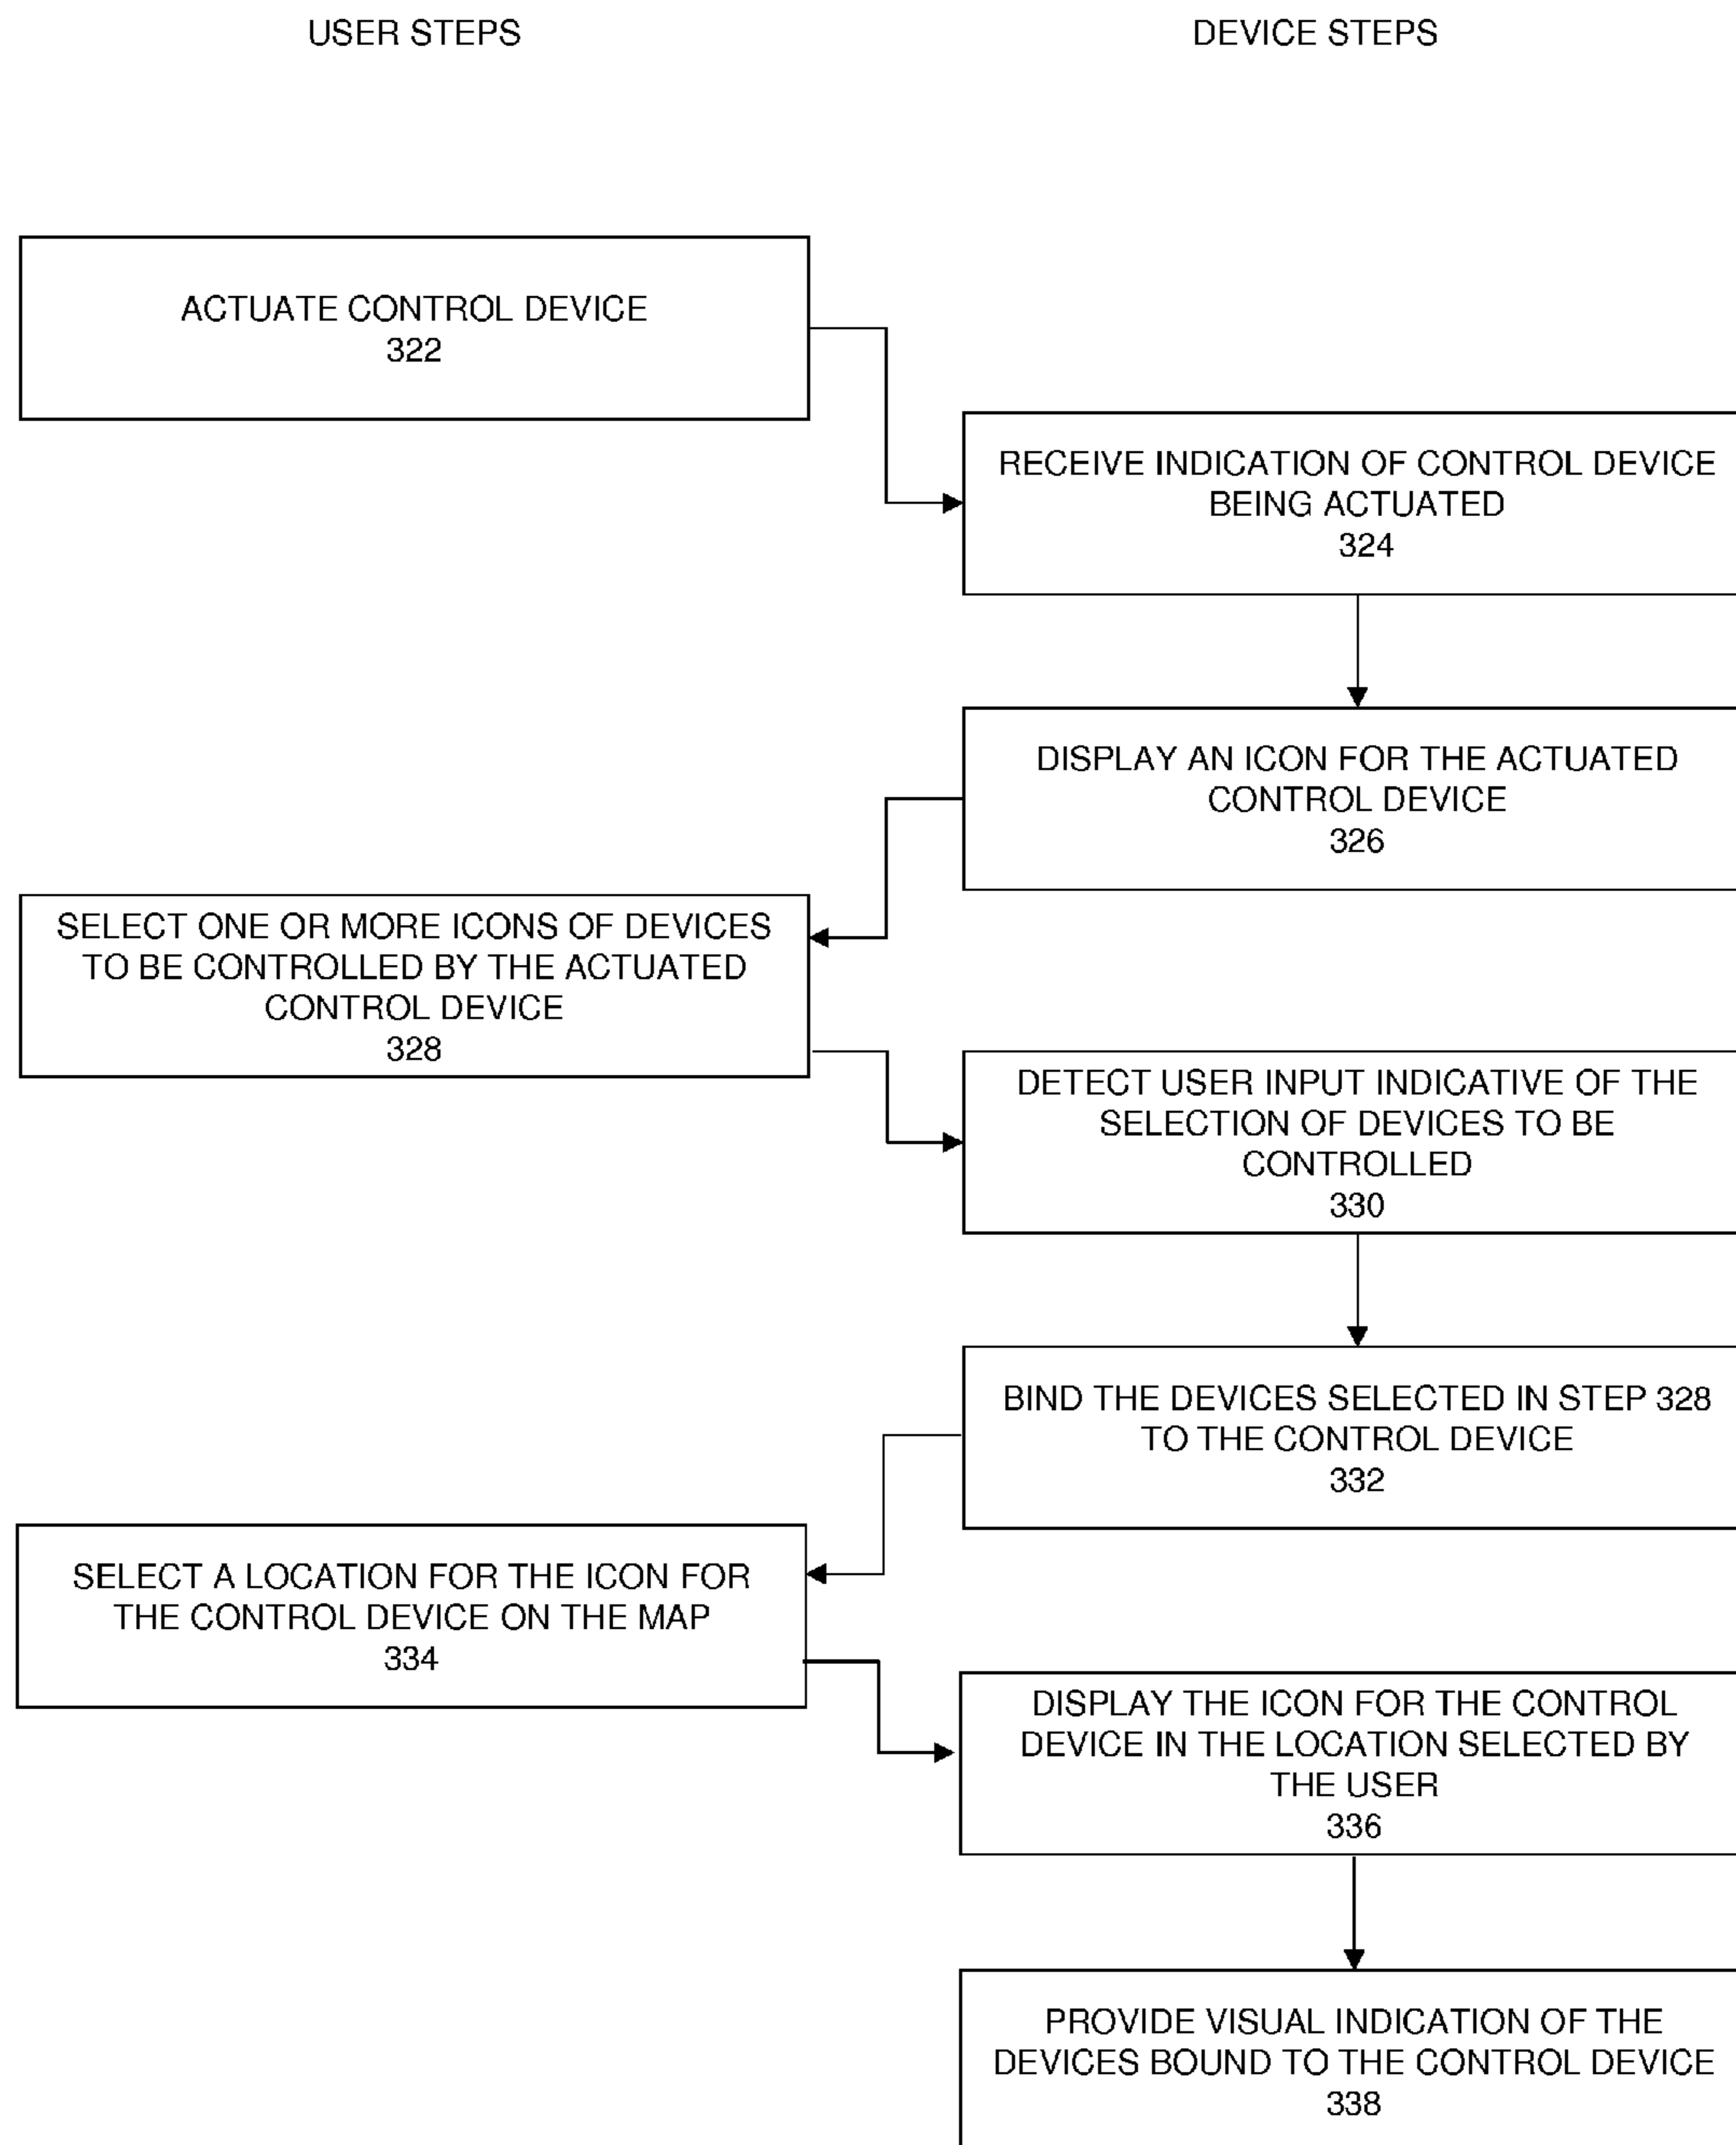 USER STEPS
DEVICE STEPS
ACTUATE CONTROL DEVICE
322
RECEIVE INDICATION OF CONTROL DEVICE
BEING ACTUATED
324
DISPLAY AN ICON FOR THE ACTUATED
CONTROL DEVICE
326
SELECT ONE OR MORE ICONS OF DEVICES
TO BE CONTROLLED BY THE ACTUATED
CONTROL DEVICE
328
DETECT USER INPUT INDICATIVE OF THE
SELECTION OF DEVICES TO BE
CONTROLLED
330
BIND THE DEVICES SELECTED IN STEP 328
TO THE CONTROL DEVICE
332
SELECT A LOCATION FOR THE ICON FOR
THE CONTROL DEVICE ON THE MAP
334
DISPLAY THE ICON FOR THE CONTROL
DEVICE IN THE LOCATION SELECTED BY
THE USER
336
PROVIDE VISUAL INDICATION OF THE
DEVICES BOUND TO THE CONTROL DEVICE
338